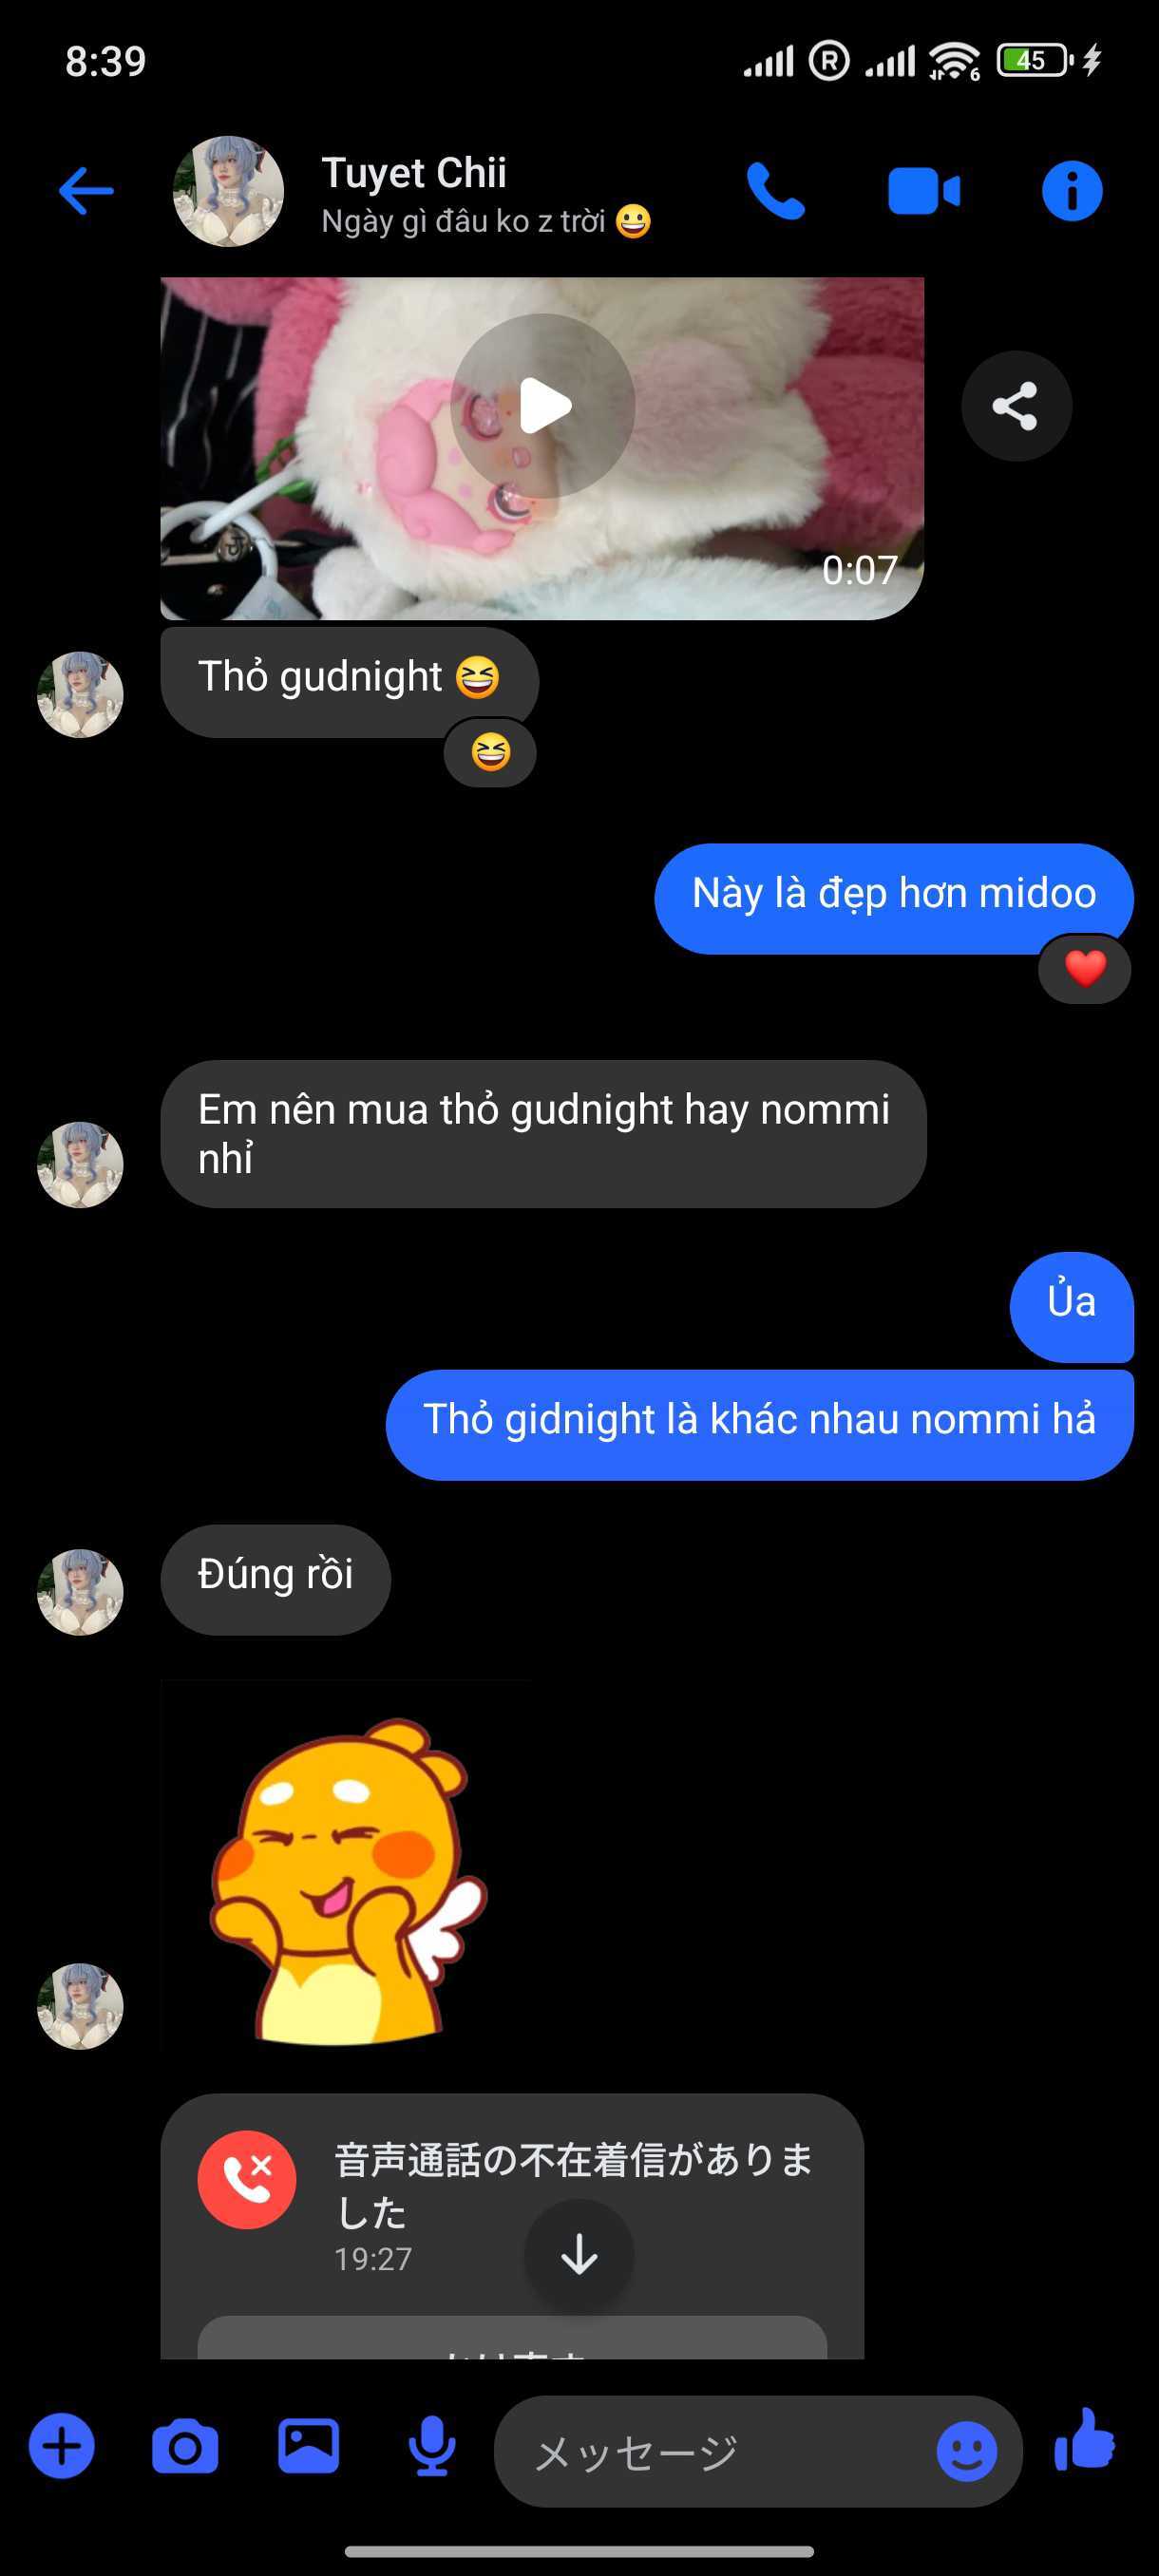 8:39
R
6
45
Tuyet Chii
Ngày gì đâu ko z trời 😀
0:07
Thỏ gudnight 😆
😆
Này là đẹp hơn midoo
❤️
Em nên mua thỏ gudnight hay nommi
nhỉ
Ủa
Thỏ gidnight là khác nhau nommi hả
Đúng rồi
音声通話の不在着信がありま
した
19:27
メッセージ